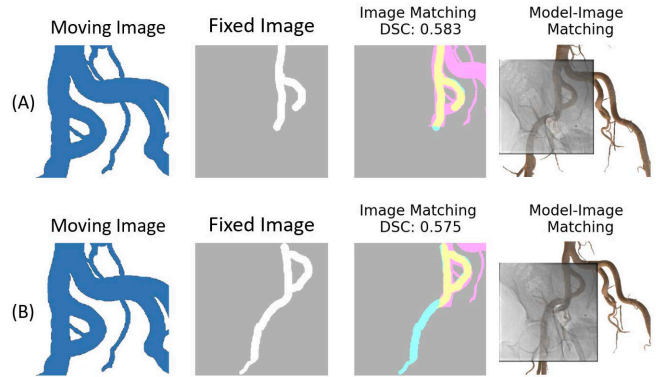 Moving Image
Fixed Image
Image Matching
DSC: 0.583
Model-Image
Matching
(A)
Moving Image
Fixed Image
Image Matching
DSC: 0.575
Model-Image
Matching
(B)